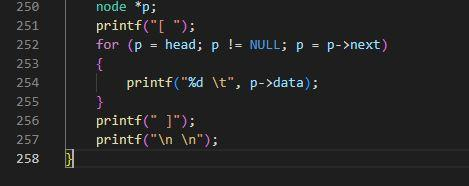 250 node *p;
251 printf("[ ");
252 for (p = head; p != NULL; p = p->next)
253 {
254 printf("%d \t", p->data);
255 }
256 printf(" ]");
257 printf("\n \n");
258 }